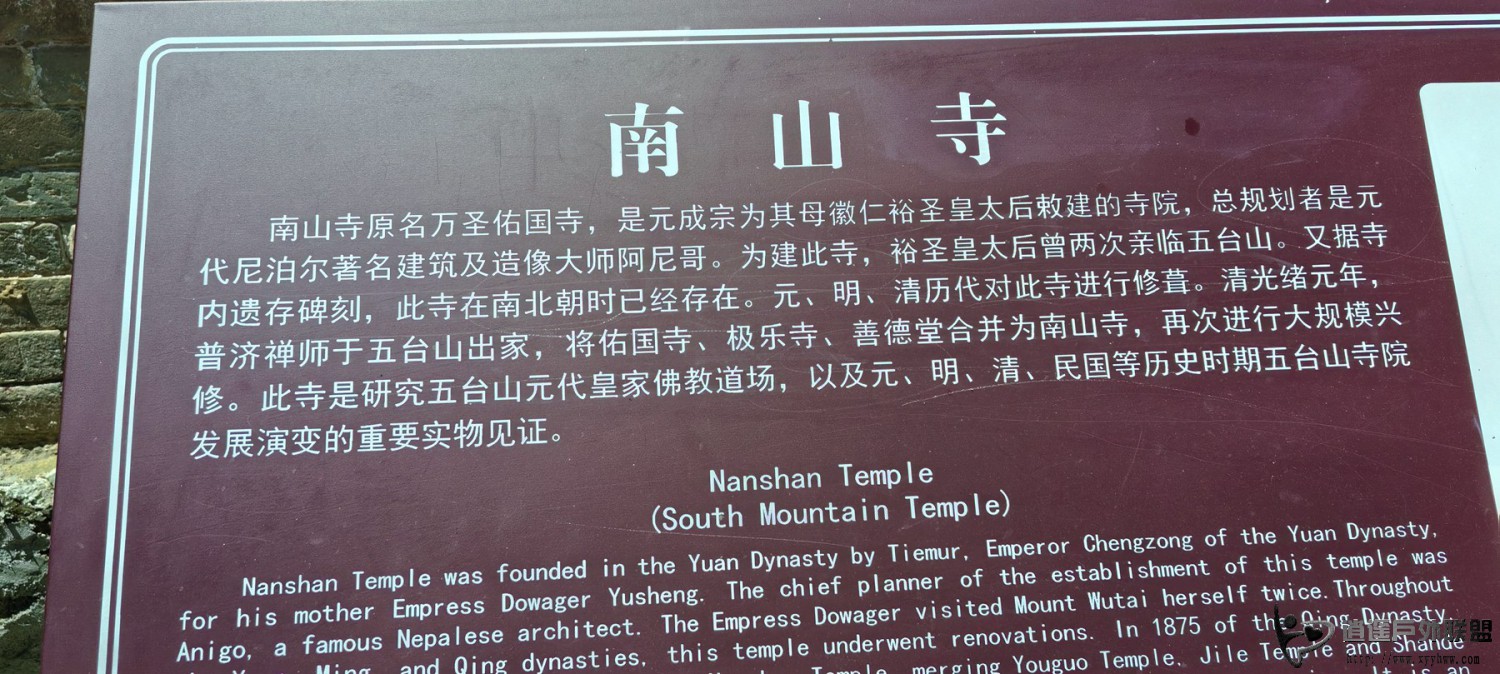 南山寺
南山寺原名万圣佑国寺，是元成宗为其母徽仁裕圣皇太后敕建的寺院，总规划者是元
代尼泊尔著名建筑及造像大师阿尼哥。为建此寺，裕圣皇太后曾两次亲临五台山。又据寺
内遗存碑刻，此寺在南北朝时已经存在。元、明、清历代对此寺进行修葺。清光绪元年，
普济禅师于五台山出家，将佑国寺、极乐寺、善德堂合并为南山寺，再次进行大规模兴
修。此寺是研究五台山元代皇家佛教道场，以及元、明、清、民国等历史时期五台山寺院
发展演变的重要实物见证。
Nanshan Temple
(South Mountain Temple)
Nanshan Temple was founded in the Yuan Dynasty by Tiemur, Emperor Chengzong of the Yuan Dynasty,
for his mother Empress Dowager Yusheng. The chief planner of the establishment of this temple was
Anigo, a famous Nepalese architect. The Empress Dowager visited Mount Wutai herself twice. Throughout
Ming, and Qing dynasties, this temple underwent renovations. In 1875 of the Qing Dynasty,
Temple, merging Youguo Temple, Jile Temple and Shande
It is an
户外联盟